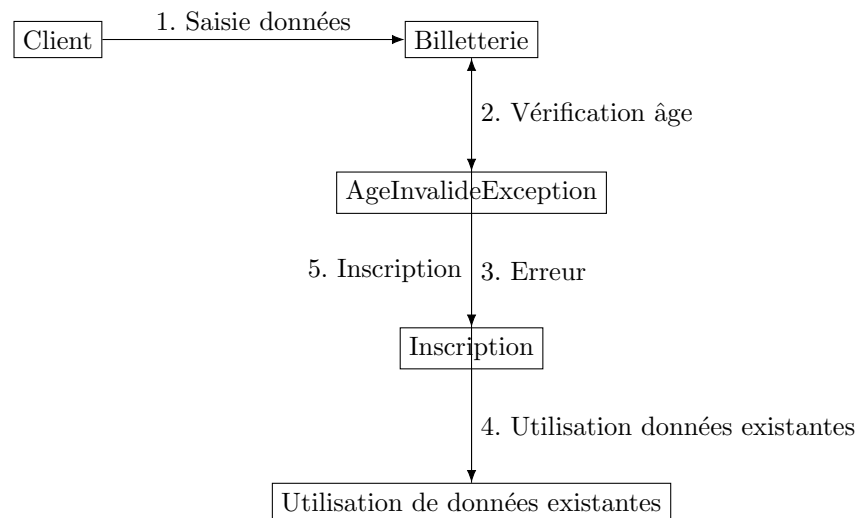 1. Saisie données
Client
Billetterie
2. Vérification âge
AgeInvalideException
5. Inscription
3. Erreur
Inscription
4. Utilisation données existantes
Utilisation de données existantes